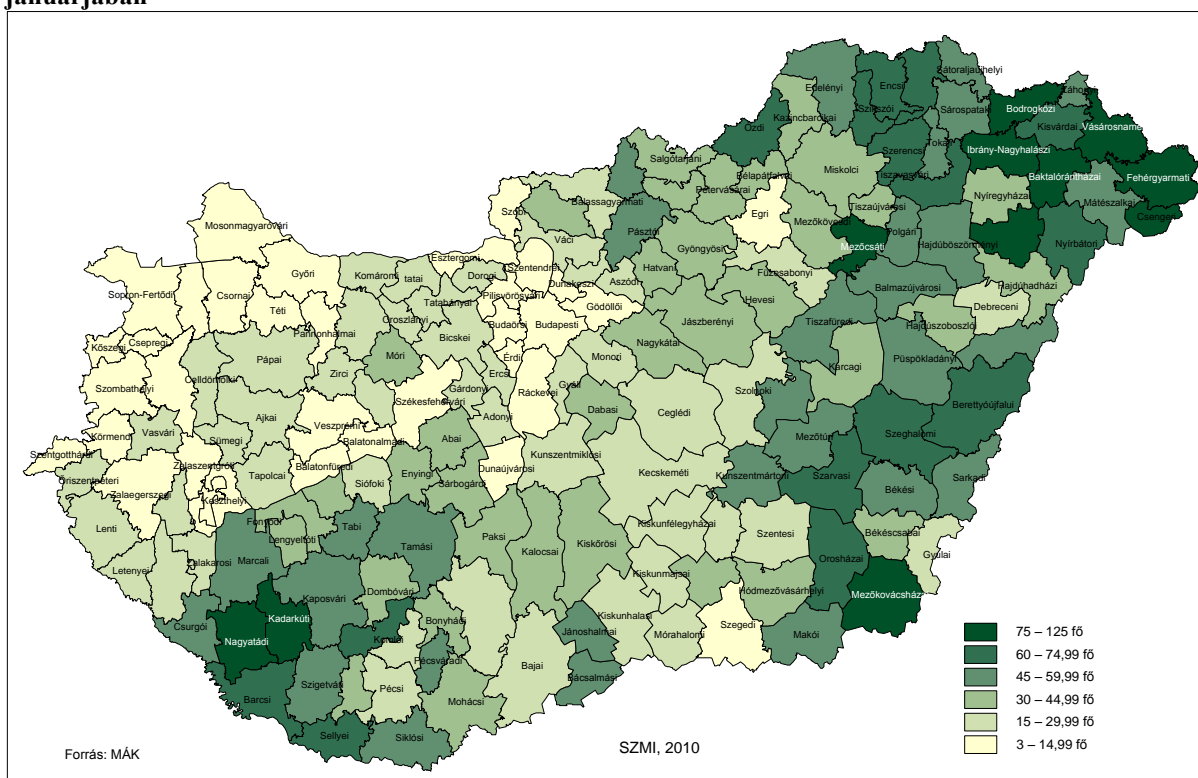 januárjában
Sátoraljaújhelyi
Encsi
Edelényi
Záhonyi
Bodrogközi
Szikszói
Sárospataki
Kazincbarcikai
Vásárosnamé
Kisvárdai
Ózdi
Tokaji
Szerencsi
Ibrány-Nagyhalászi
Salgótarjáni
Miskolci
Baktalórántházai
Fehérgyarmati
Bélapátfalvai
Iszavasvári
Pétervásárai
Mátészalkai
Nyíregyházai
Balassagyarmati
Szobi
Tiszaújvárosi
Egri
Csengeri
Mezőkövesdi
Mosonmagyaróvári
Pásztói
Polgári
Váci
Mezőcsáti
Hajdúböszörményi
Nyírbátori
Gyöngyösi
Esztergomi
Szentendrei
Hatvani
Füzesabonyi
Győri
Komáromi
tatai
Dorogi
Dunakeszi
Aszódi
Balmazújvárosi
Hajdúhadházi
Sopron-Fertődi
Csornai
Pilisvörösvári
Tatabányai
Gödöllői
Hevesi
Debreceni
Téti
Oroszlányi
Budaörsi
Budapesti
Jászberényi
Tiszafüredi
Hajdúszoboszlói
Pannonhalmai
Bicskei
Kőszegi
Csepregi
Nagykátai
Móri
Érdi
Monori
Pápai
Püspökladányi
Karcagi
Celldömölki
Zirci
Ercsi
Szombathelyi
Gárdonyi
Gyáli
Szolnoki
Székesfehérvári
Ráckevei
Berettyóújfalui
Dabasi
Ceglédi
Adonyi
Ajkai
Veszprémi
Körmendi
Vasvári
Szeghalomi
Sümegi
Balatonalmádi
Abai
Mezőtúri
Szentgotthárdi
Zalaszentgróti
Kunszentmiklósi
Balatonfüredi
Dunaújvárosi
Kecskeméti
Tapolcai
Enyingi
Kunszentmártoni
Szarvasi
Sarkadi
Őriszentpéteri
Siófoki
Sárbogárdi
Békési
Zalaegerszegi
Keszthelyi
Fonyódi
Kiskunfélegyházai
Lenti
Tabi
Lengyeltóti
Paksi
Szentesi
Békéscsabai
Tamási
Kalocsai
Kiskőrösi
Gyulai
Marcali
Zalakarosi
Letenyei
Orosházai
Kiskunmajsai
Dombóvári
Hódmezővásárhelyi
Kaposvári
Mezőkovácsháza
Kadarkúti
Kiskunhalasi
Bonyhádi
Csurgói
Szegedi
Jánoshalmai
Makói
Nagyatádi
Mórahalomi
Komlói
Pécsváradi
Bajai
Bácsalmási
Szigetvári
Pécsi
Barcsi
Mohácsi
Sellyei
Siklósi
75 – 125 fő
60 – 74,99 fő
45 – 59,99 fő
30 – 44,99 fő
15 – 29,99 fő
3 – 14,99 fő
Forrás: MÁK
SZMI, 2010